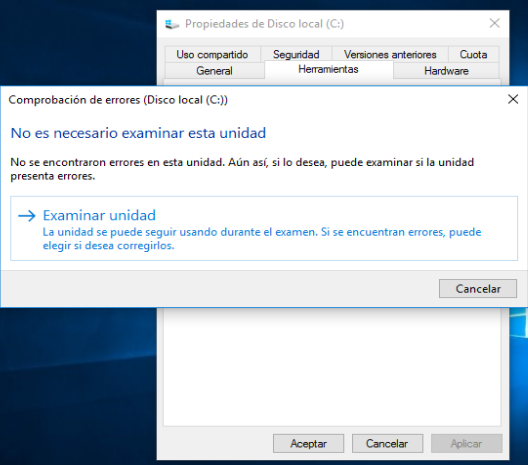 Propiedades de Disco local (C:)
Uso compartido Seguridad Versiones anteriores Cuota
General Herramientas Hardware
Comprobación de errores (Disco local (C:))
No es necesario examinar esta unidad
No se encontraron errores en esta unidad. Aún así, si lo desea, puede examinar si la unidad
presenta errores.
Examinar unidad
La unidad se puede seguir usando durante el examen. Si se encuentran errores, puede
elegir si desea corregirlos.
Cancelar
Aceptar Cancelar Aplicar